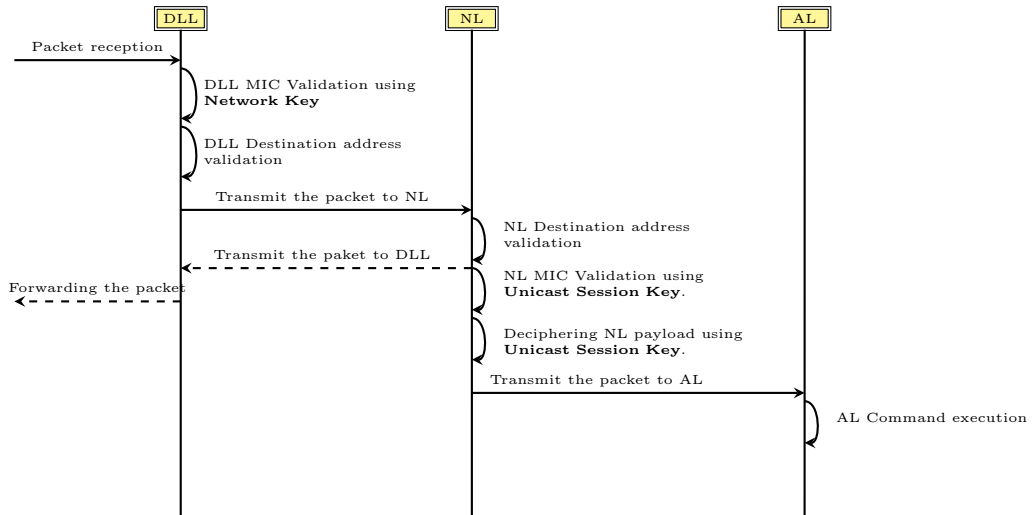 DLL
NL
AL
Packet reception
DLL MIC Validation using
Network Key
DLL Destination address
validation
Transmit the packet to NL
NL Destination address
validation
Transmit the paket to DLL
NL MIC Validation using
Unicast Session Key.
Forwarding the packet
Deciphering NL payload using
Unicast Session Key.
Transmit the packet to AL
AL Command execution